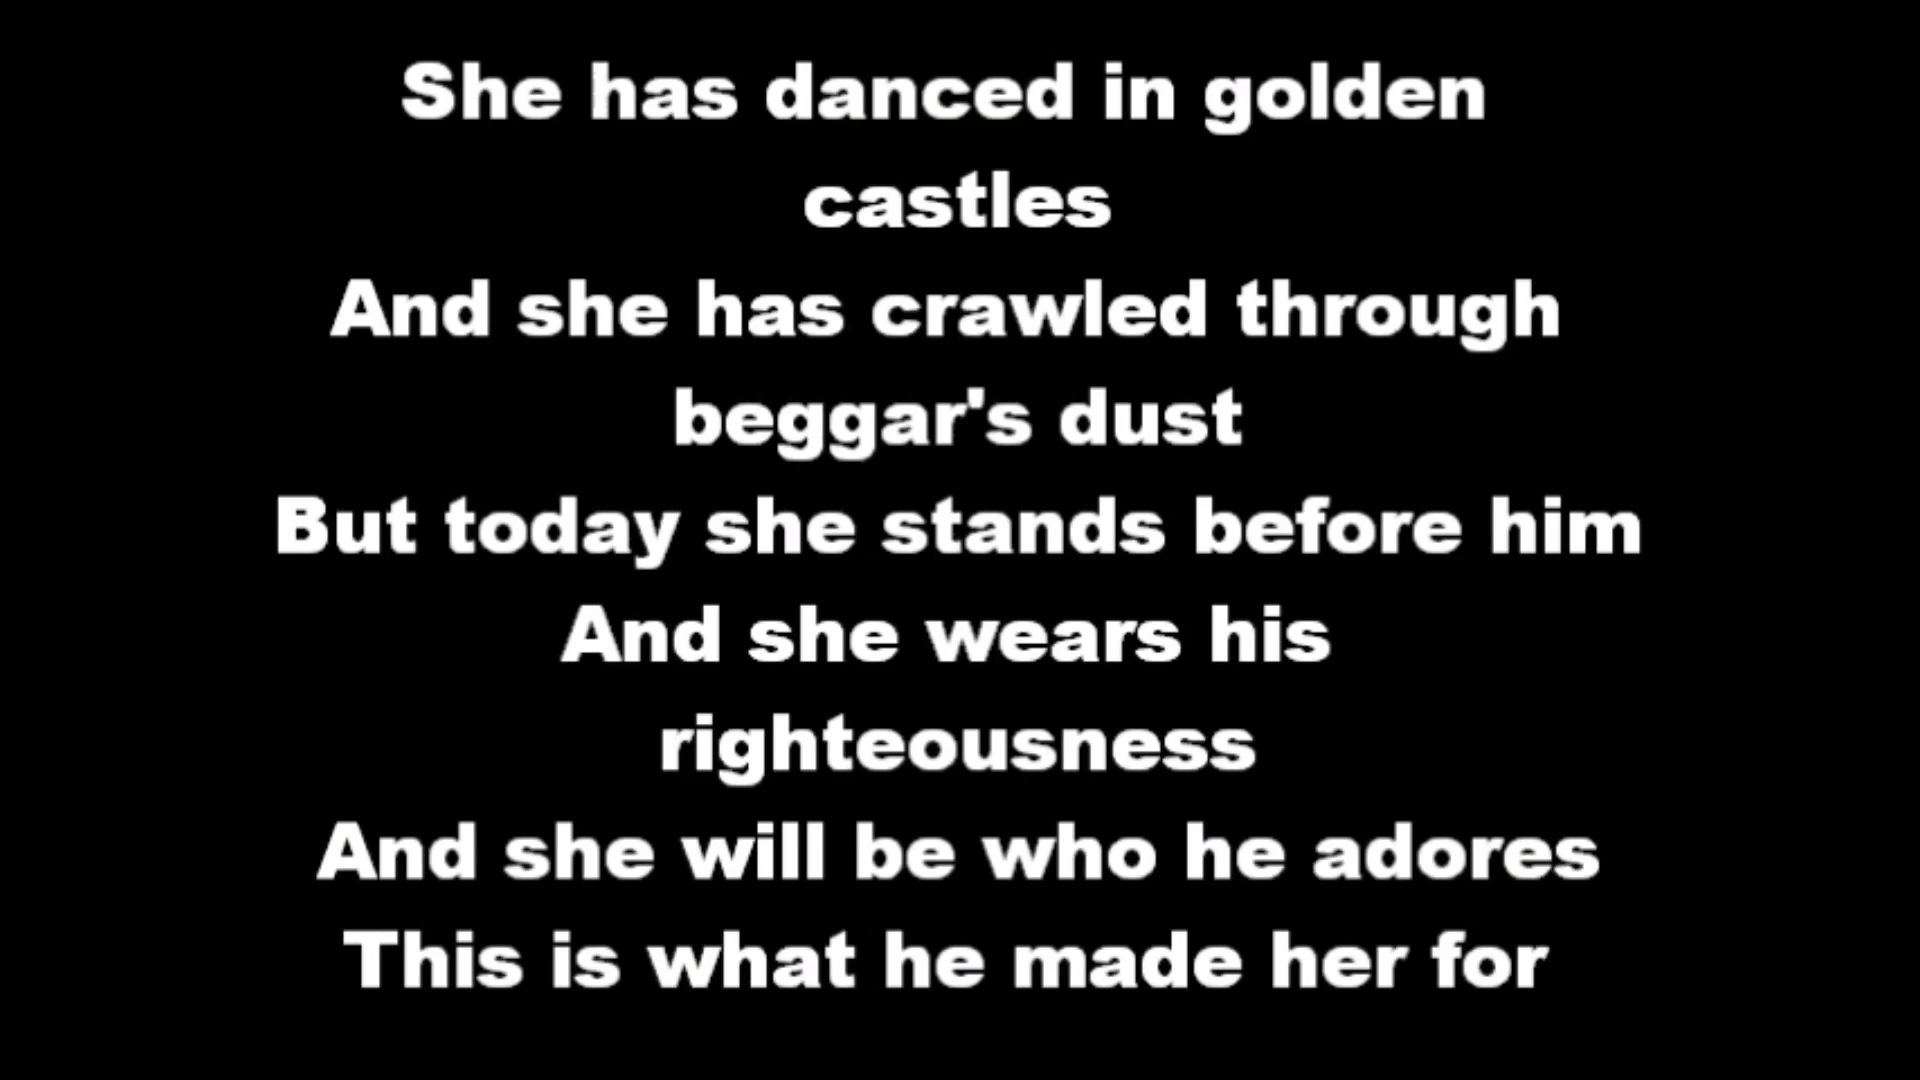 She has danced in golden
castles
And she has crawled through
beggar's dust
But today she stands before him
And she wears his
righteousness
And she will be who he adores
This is what he made her for